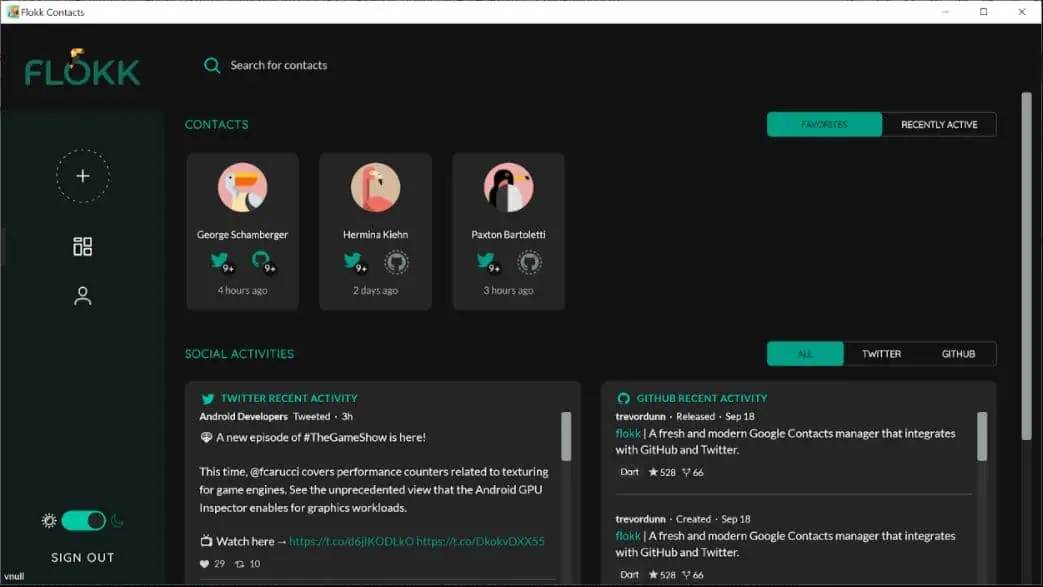 Flokk Contacts
FLOKK
Search for contacts
CONTACTS
FAVORITES
RECENTLY ACTIVE
George Schamberger
9+
9+
4 hours ago
Hermina Kiehn
9+
2 days ago
Paxton Bartoletti
9+
3 hours ago
SOCIAL ACTIVITIES
ALL
TWITTER
GITHUB
TWITTER RECENT ACTIVITY
Android Developers Tweeted · 3h
A new episode of #TheGameShow is here!
This time, @fcarucci covers performance counters related to texturing
for game engines. See the unprecedented view that the Android GPU
Inspector enables for graphics workloads.
Watch here → https://t.co/d6jIKODLkO https://t.co/DkokvDXX55
29 10
GITHUB RECENT ACTIVITY
trevordunn · Released · Sep 18
flokk | A fresh and modern Google Contacts manager that integrates
with GitHub and Twitter.
Dart 528 66
trevordunn · Created · Sep 18
flokk | A fresh and modern Google Contacts manager that integrates
with GitHub and Twitter.
Dart 528 66
SIGN OUT
vnull